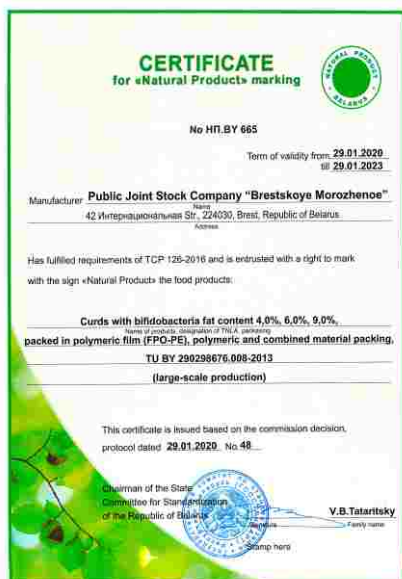 CERTIFICATE
for «Natural Product» marking
NATURAL PRODUCT
BELARUS
No НП.BY 665
Term of validity from 29.01.2020
till 29.01.2023
Manufacturer Public Joint Stock Company “Brestskoye Morozhenoe”
Name
42 Интернациональная Str., 224030, Brest, Republic of Belarus
Address
Has fulfilled requirements of TCP 126-2016 and is entrusted with a right to mark
with the sign «Natural Product» the food products:
Curds with bifidobacteria fat content 4,0%, 6,0%, 9,0%,
Name of products, designation of TNLA, packaging
packed in polymeric film (FPO-PE), polymeric and combined material packing,
TU BY 290298676.008-2013
(large-scale production)
This certificate is issued based on the commission decision,
protocol dated 29.01.2020 No 48
Chairman of the State
Committee for Standardization
of the Republic of Belarus
V.B.Tataritsky
Signature
Family name
Stamp here